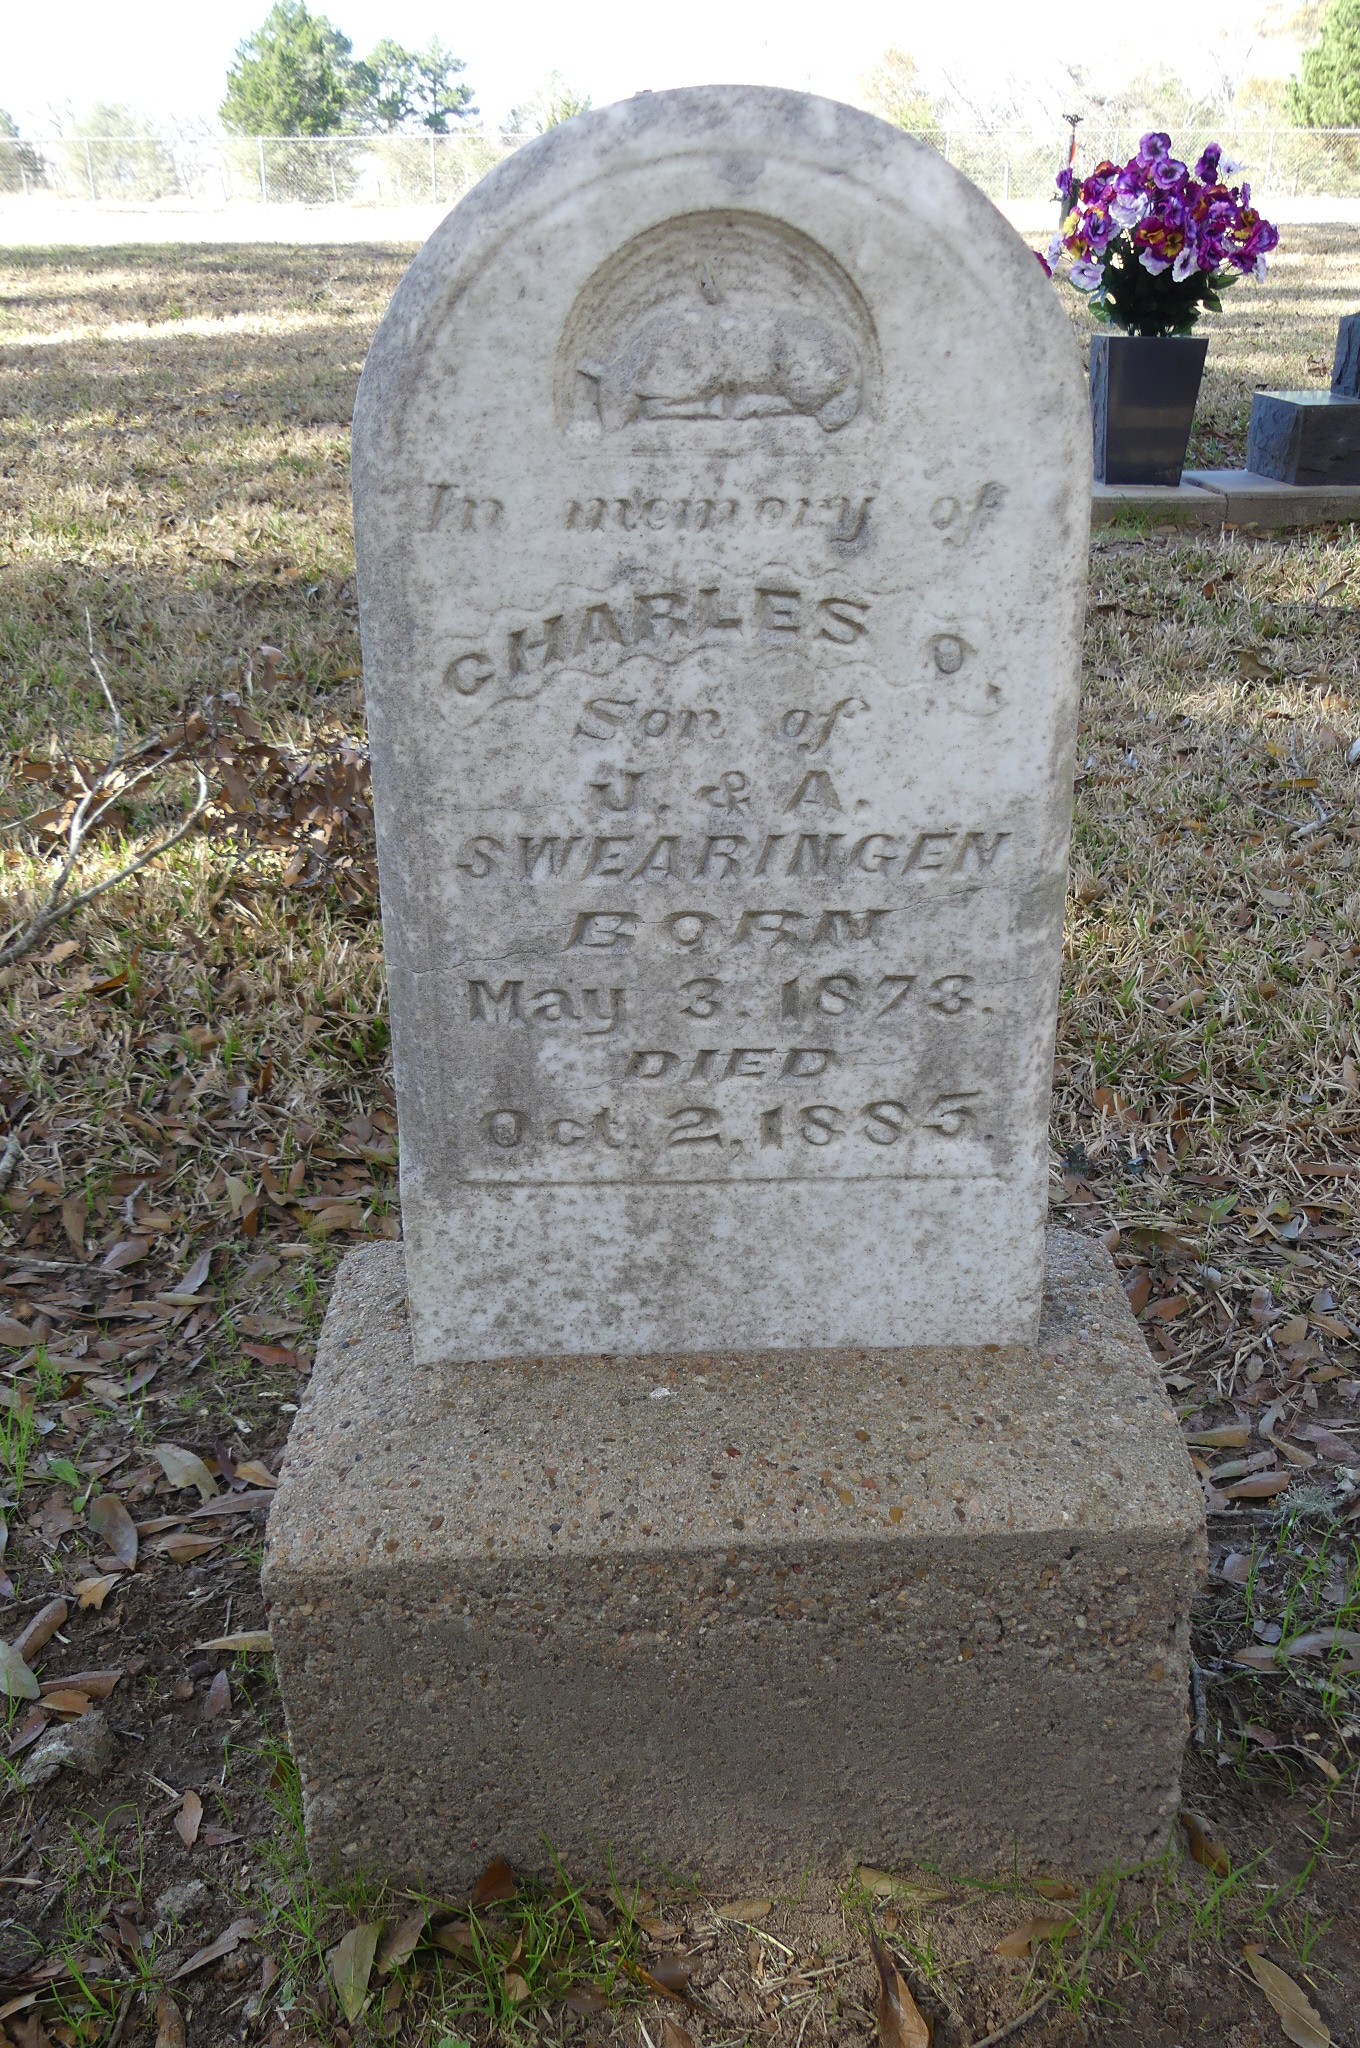 In memory of
CHARLES O.,
Son of
J. & A.
SWEARINGEN
BORN
May 3. 1873.
DIED
Oct. 2, 1885.